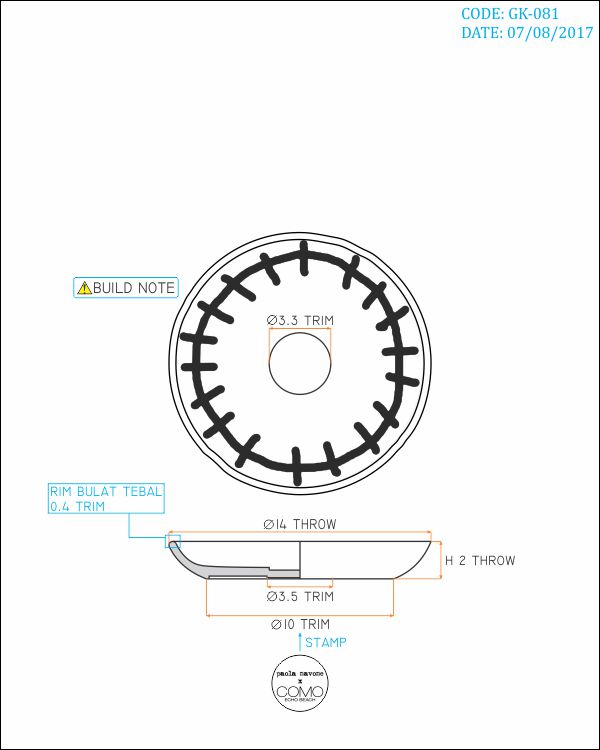 CODE: GK-081
DATE: 07/08/2017
BUILD NOTE
Ø3.3 TRIM
RIM BULAT TEBAL
0.4 TRIM
Ø14 THROW
H 2 THROW
Ø3.5 TRIM
Ø10 TRIM
STAMP
paola navone
x
COMO
ECHO BEACH